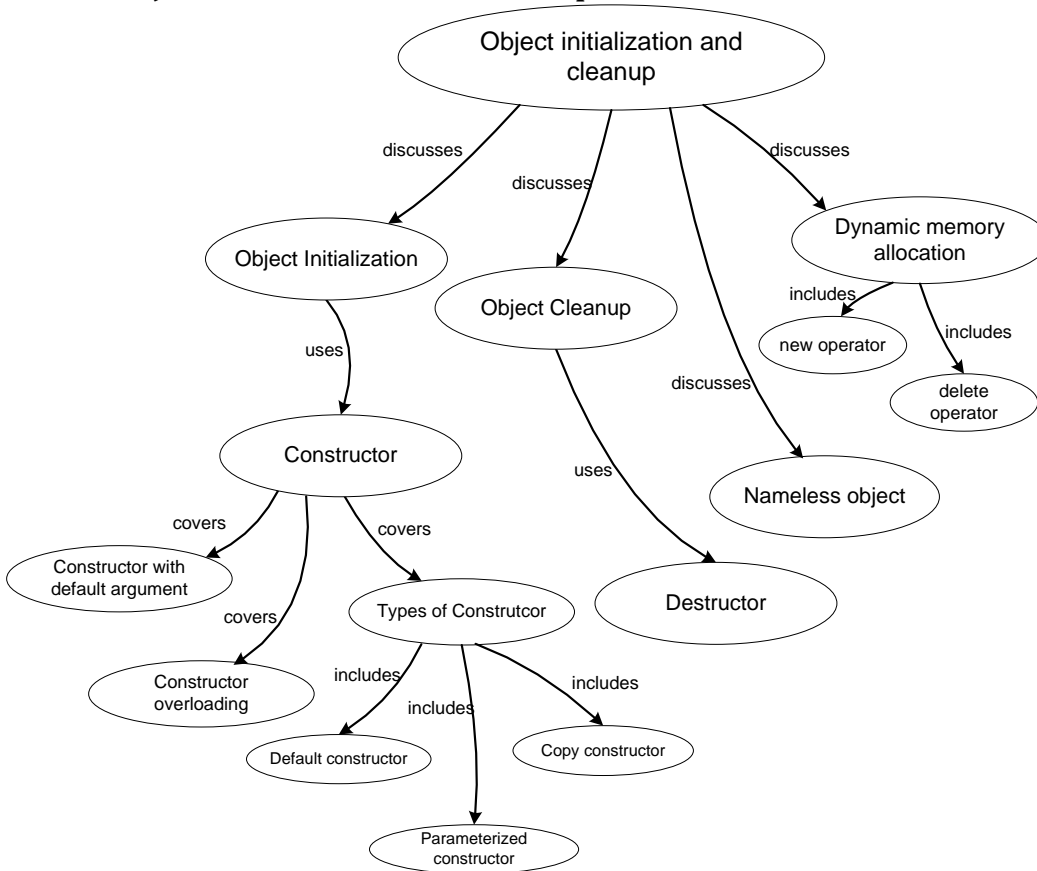 Object initialization and
cleanup
discusses
discusses
discusses
discusses
Object Initialization
Object Cleanup
Dynamic memory
allocation
includes
new operator
includes
delete
operator
uses
Constructor
uses
Nameless object
covers
covers
covers
Constructor with
default argument
Constructor
overloading
Types of Construtcor
Destructor
includes
includes
includes
Default constructor
Copy constructor
Parameterized
constructor